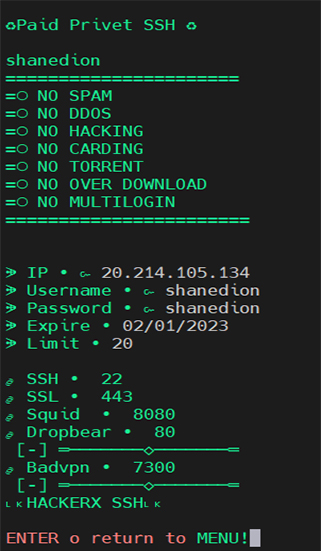 ♻Paid Privet SSH ♻
shanedion
======================
=○ NO SPAM
=○ NO DDOS
=○ NO HACKING
=○ NO CARDING
=○ NO TORRENT
=○ NO OVER DOWNLOAD
=○ NO MULTILOGIN
=======================
⋟ IP • ⏦ 20.214.105.134
⋟ Username • ⏦ shanedion
⋟ Password • ⏦ shanedion
⋟ Expire • 02/01/2023
⋟ Limit • 20
SSH • 22
SSL • 443
Squid • 8080
Dropbear • 80
[-] ═───────◇───────═
Badvpn • 7300
[-] ═───────◇───────═
ʟ ᴋ HACKERX SSHʟ ᴋ
ENTER o return to MENU!